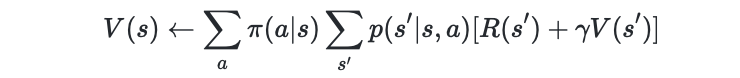 V(s) ← ∑_a π(a|s) ∑_{s'} p(s'|s, a)[R(s') + γV(s')]